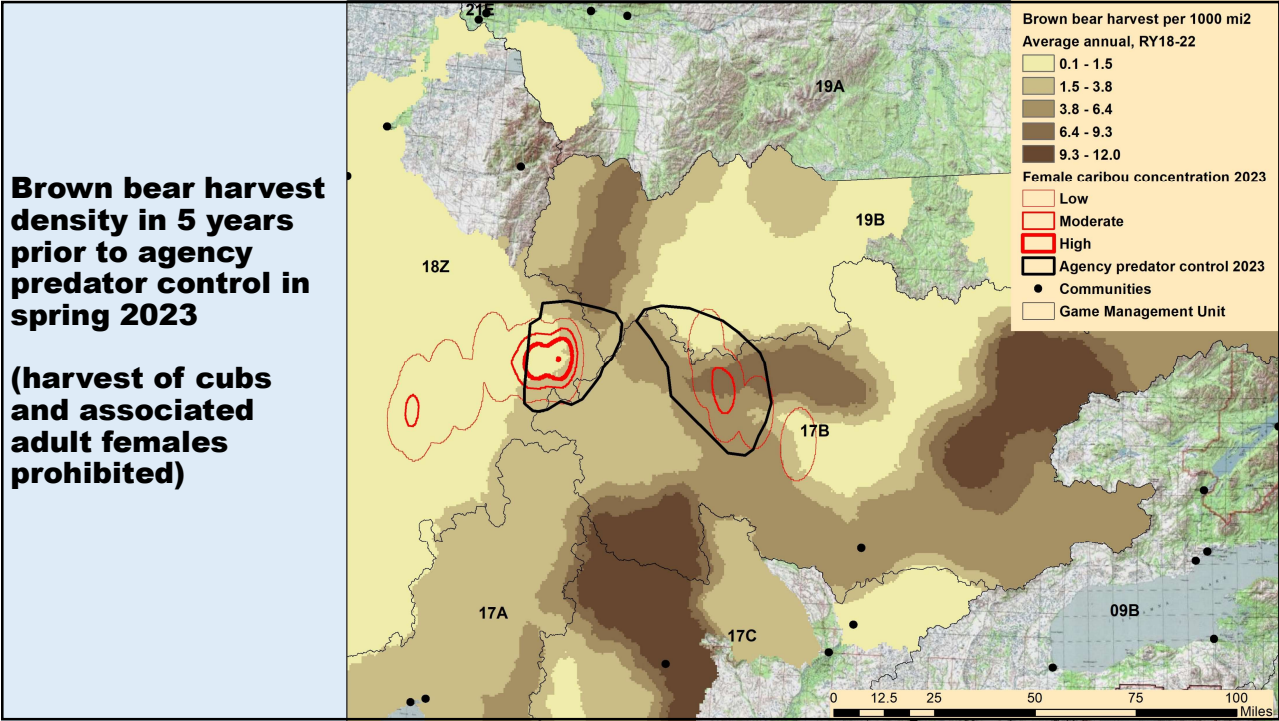 Brown bear harvest
density in 5 years
prior to agency
predator control in
spring 2023
(harvest of cubs
and associated
adult females
prohibited)
21E
19A
19B
18Z
17B
17A
17C
09B
Brown bear harvest per 1000 mi2
Average annual, RY18-22
0.1 - 1.5
1.5 - 3.8
3.8 - 6.4
6.4 - 9.3
9.3 - 12.0
Female caribou concentration 2023
Low
Moderate
High
Agency predator control 2023
Communities
Game Management Unit
0 12.5 25 50 75 100
Miles